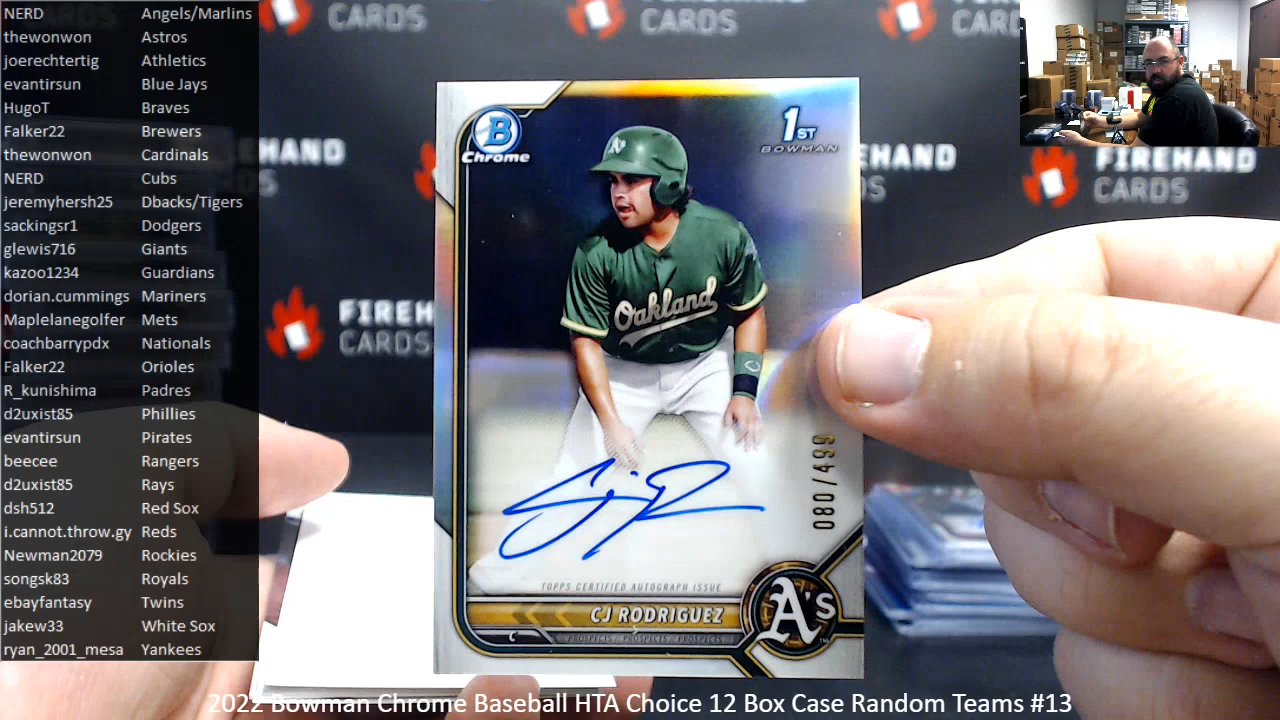 NERD Angels/Marlins
thewonwon Astros
joerechtertig Athletics
evantirsun Blue Jays
HugoT Braves
Falker22 Brewers
thewonwon Cardinals
NERD Cubs
jeremyhersh25 Dbacks/Tigers
sackingsr1 Dodgers
glewis716 Giants
kazoo1234 Guardians
dorian.cummings Mariners
Maplelanegolfer Mets
coachbarrypdx Nationals
Falker22 Orioles
R_kunishima Padres
d2uxist85 Phillies
evantirsun Pirates
beecee Rangers
d2uxist85 Rays
dsh512 Red Sox
i.cannot.throw.gy Reds
Newman2079 Rockies
songsk83 Royals
ebayfantasy Twins
jakew33 White Sox
ryan_2001_mesa Yankees
CARDS
CARDS
CARDS
FIREHAND
CARDS
FIREH
CARDS
B
Chrome
1ST
BOWMAN
A's
Oakland
080/499
TOPPS CERTIFIED AUTOGRAPH ISSUE
CJ RODRIGUEZ
PROSPECTS PROSPECTS PROSPECTS
A's
2022 Bowman Chrome Baseball HTA Choice 12 Box Case Random Teams #13